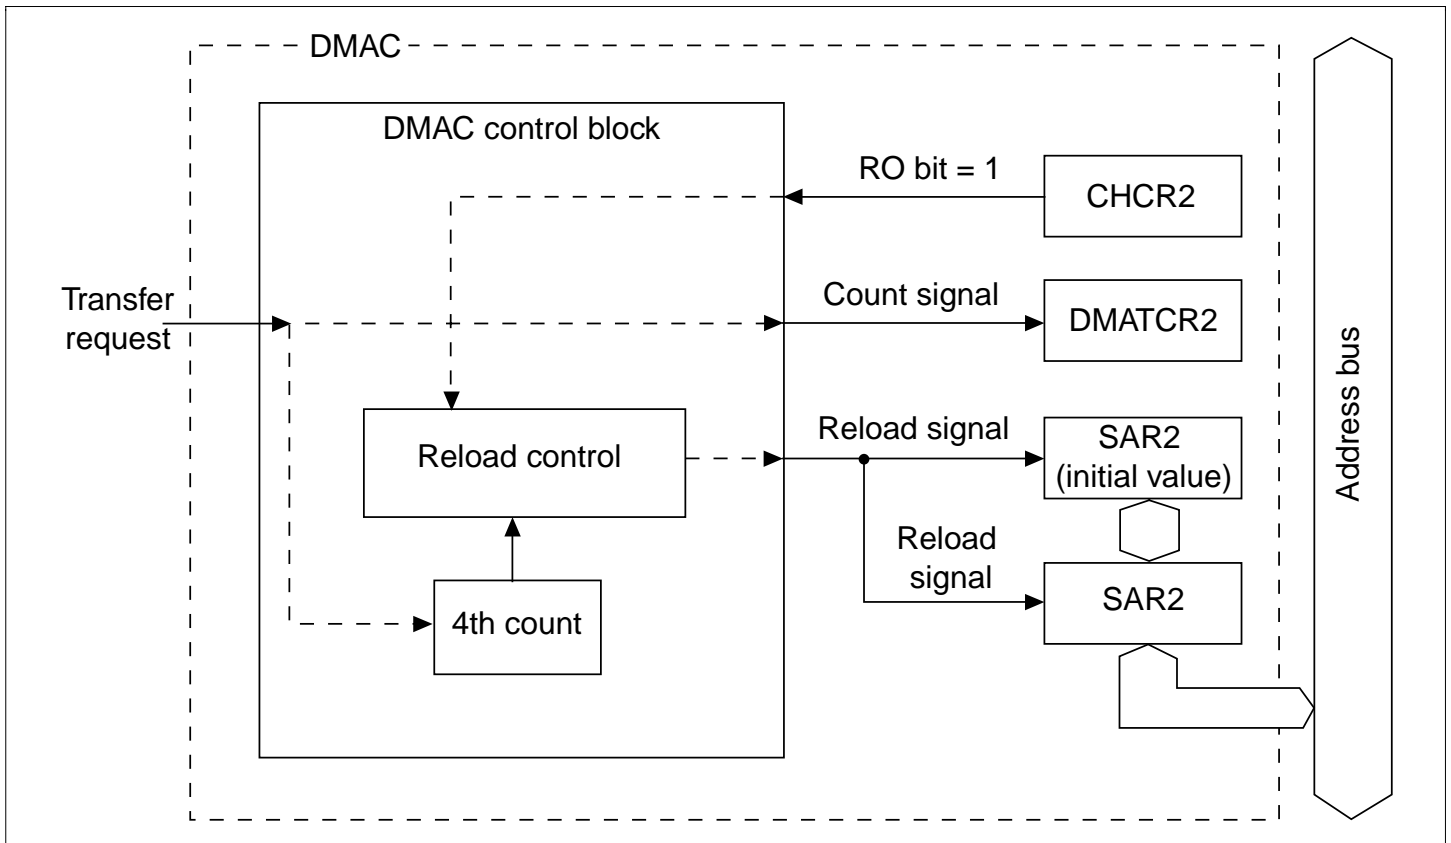 DMAC
DMAC control block
RO bit = 1
CHCR2
Transfer
request
Count signal
DMATCR2
Reload control
Reload signal
SAR2
(initial value)
Reload
signal
SAR2
4th count
Address bus